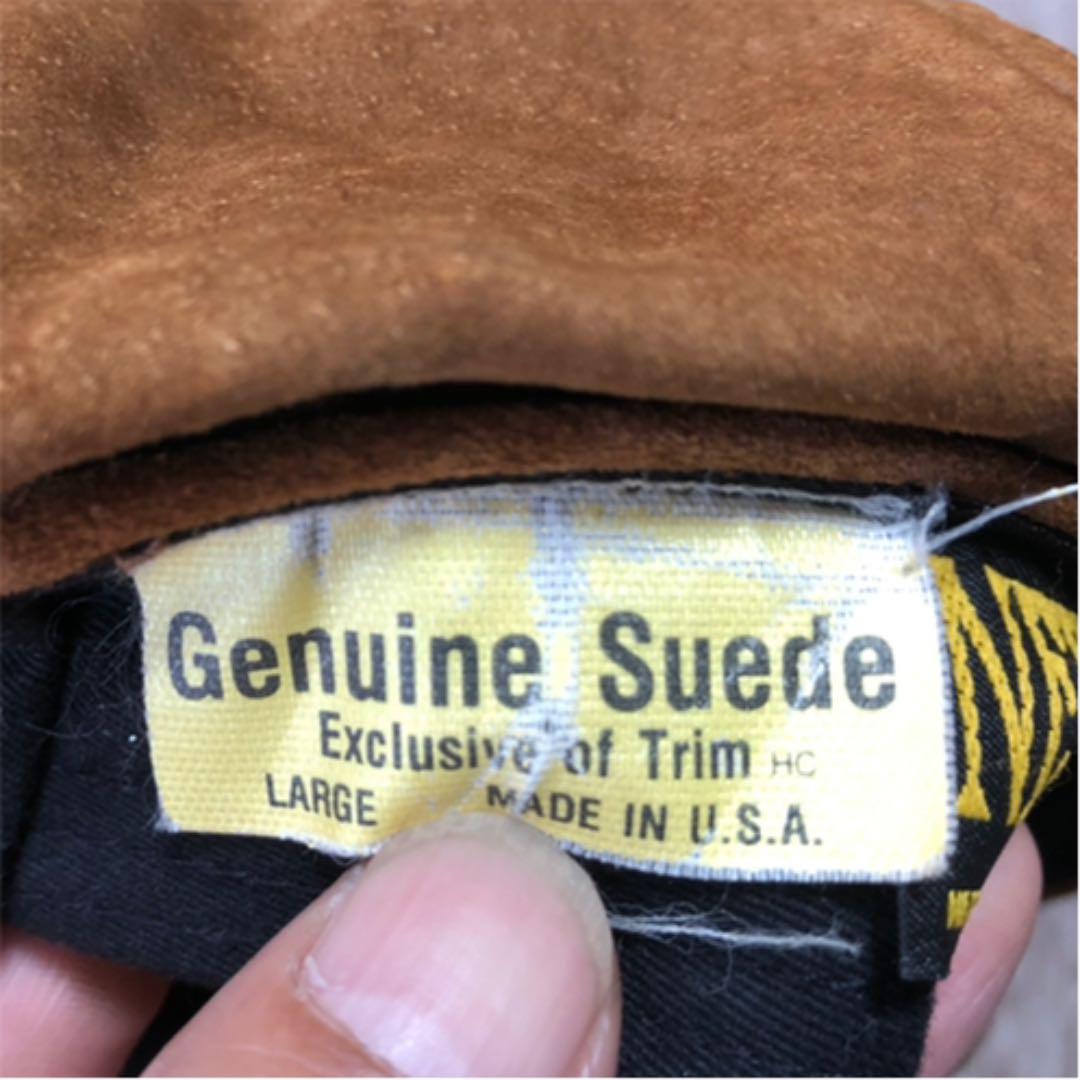 Genuine Suede
Exclusive of Trim HC
LARGE MADE IN U.S.A.